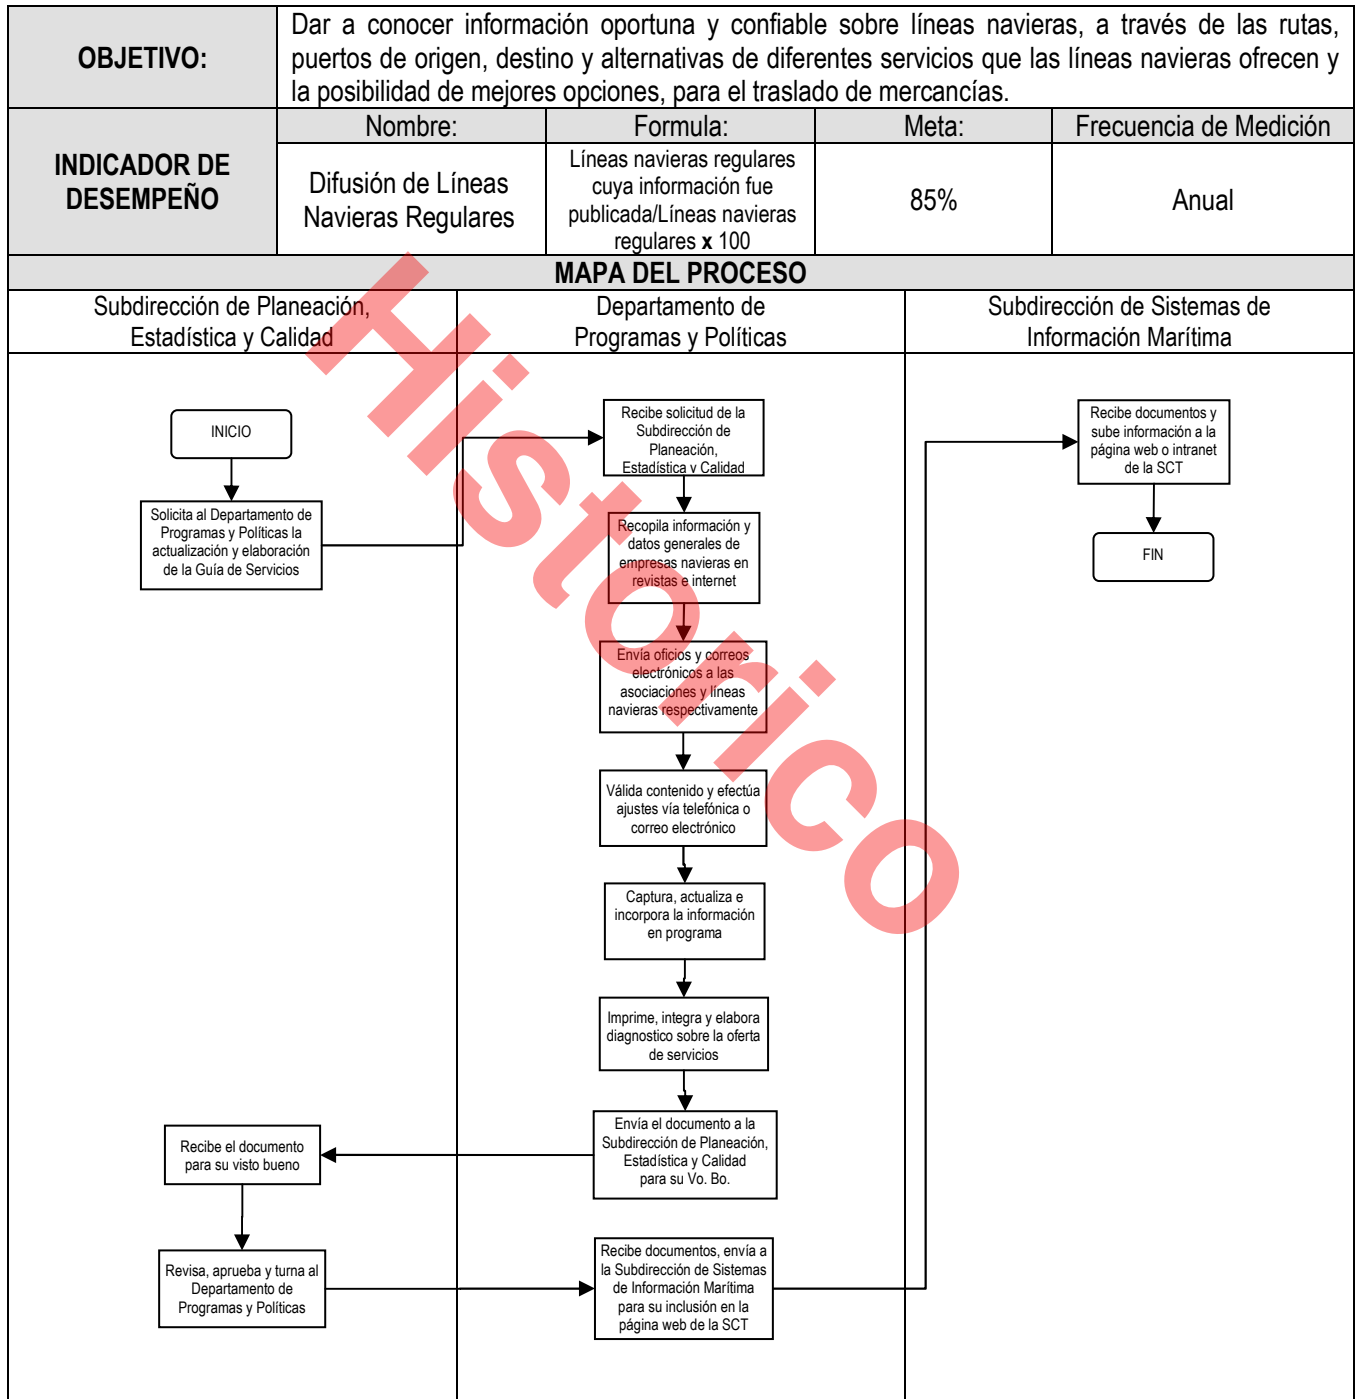 OBJETIVO:
Dar a conocer información oportuna y confiable sobre líneas navieras, a través de las rutas,
puertos de origen, destino y alternativas de diferentes servicios que las líneas navieras ofrecen y
la posibilidad de mejores opciones, para el traslado de mercancías.
INDICADOR DE
DESEMPEÑO
Nombre:
Formula:
Meta:
Frecuencia de Medición
Difusión de Líneas
Navieras Regulares
Líneas navieras regulares
cuya información fue
publicada/Líneas navieras
regulares x 100
85%
Anual
MAPA DEL PROCESO
Subdirección de Planeación,
Estadística y Calidad
Departamento de
Programas y Políticas
Subdirección de Sistemas de
Información Marítima
INICIO
Solicita al Departamento de
Programas y Políticas la
actualización y elaboración
de la Guía de Servicios
Recibe solicitud de la
Subdirección de
Planeación,
Estadística y Calidad
Recopila información y
datos generales de
empresas navieras en
revistas e internet
Envía oficios y correos
electrónicos a las
asociaciones y líneas
navieras respectivamente
Válida contenido y efectúa
ajustes vía telefónica o
correo electrónico
Captura, actualiza e
incorpora la información
en programa
Imprime, integra y elabora
diagnostico sobre la oferta
de servicios
Envía el documento a la
Subdirección de Planeación,
Estadística y Calidad
para su Vo. Bo.
Recibe el documento
para su visto bueno
Revisa, aprueba y turna al
Departamento de
Programas y Políticas
Recibe documentos, envía a
la Subdirección de Sistemas
de Información Marítima
para su inclusión en la
página web de la SCT
Recibe documentos y
sube información a la
página web o intranet
de la SCT
FIN
Historico